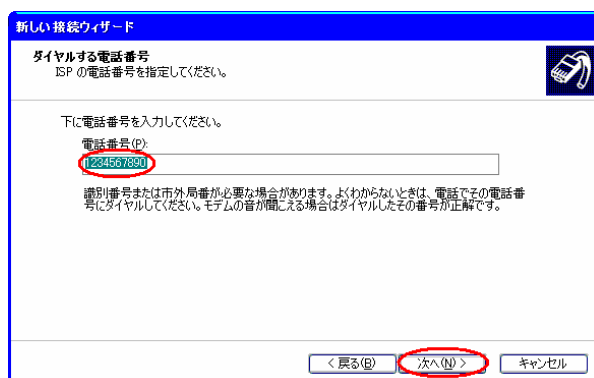 新しい接続ウィザード
ダイヤルする電話番号
ISP の電話番号を指定してください。
下に電話番号を入力してください。
電話番号(P):
1234567890
識別番号または市外局番が必要な場合があります。よくわからないときは、電話でその電話番
号にダイヤルしてください。モデムの音が聞こえる場合はダイヤルしたその番号が正解です。
< 戻る(B)
次へ(N) >
キャンセル